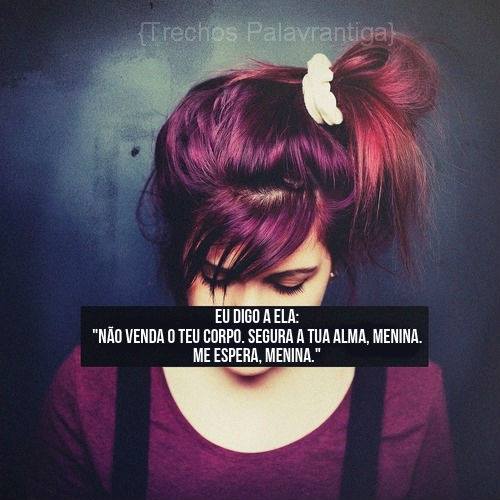 {Trechos Palavrantiga}
EU DIGO A ELA:
"NÃO VENDA O TEU CORPO. SEGURA A TUA ALMA, MENINA.
ME ESPERA, MENINA."